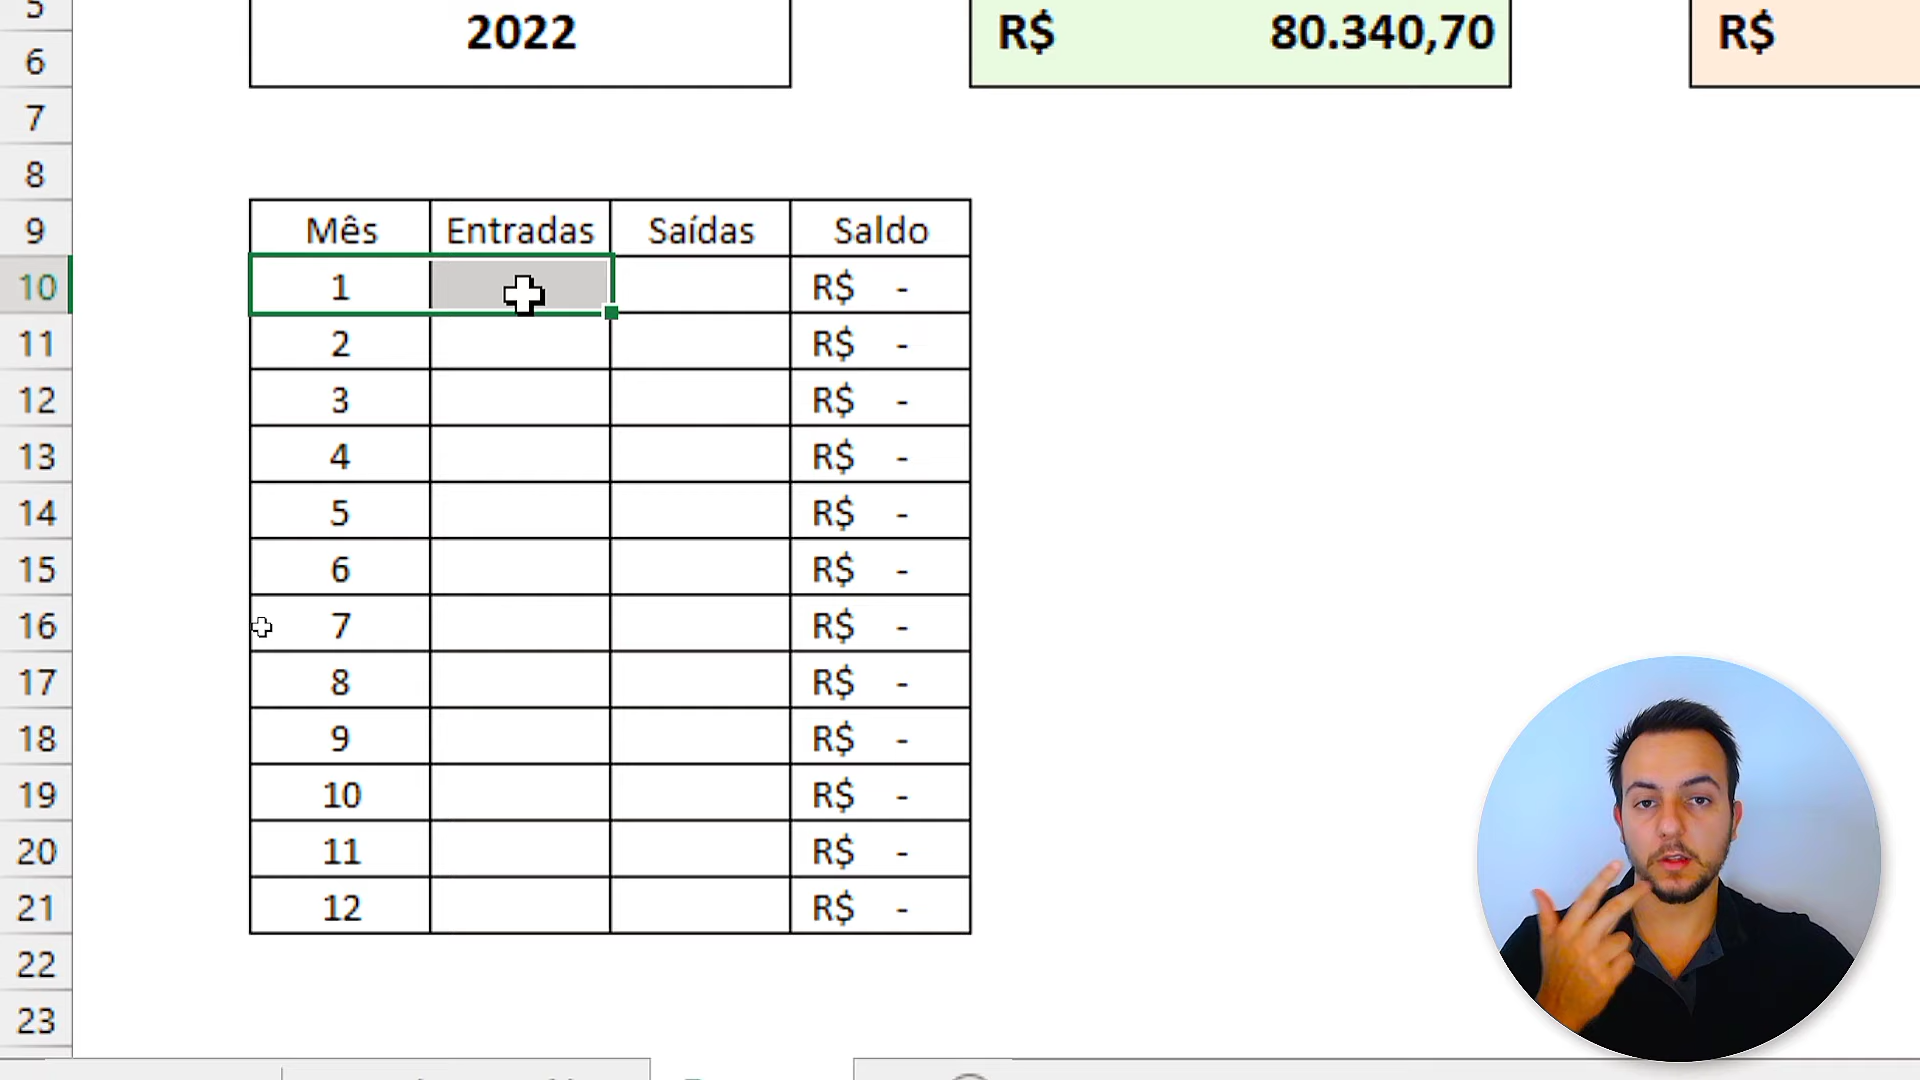 5
2022 R$ 80.340,70 R$
6
7
8
9 Mês Entradas Saídas Saldo
10 1 R$ -
11 2 R$ -
12 3 R$ -
13 4 R$ -
14 5 R$ -
15 6 R$ -
16 7 R$ -
17 8 R$ -
18 9 R$ -
19 10 R$ -
20 11 R$ -
21 12 R$ -
22
23